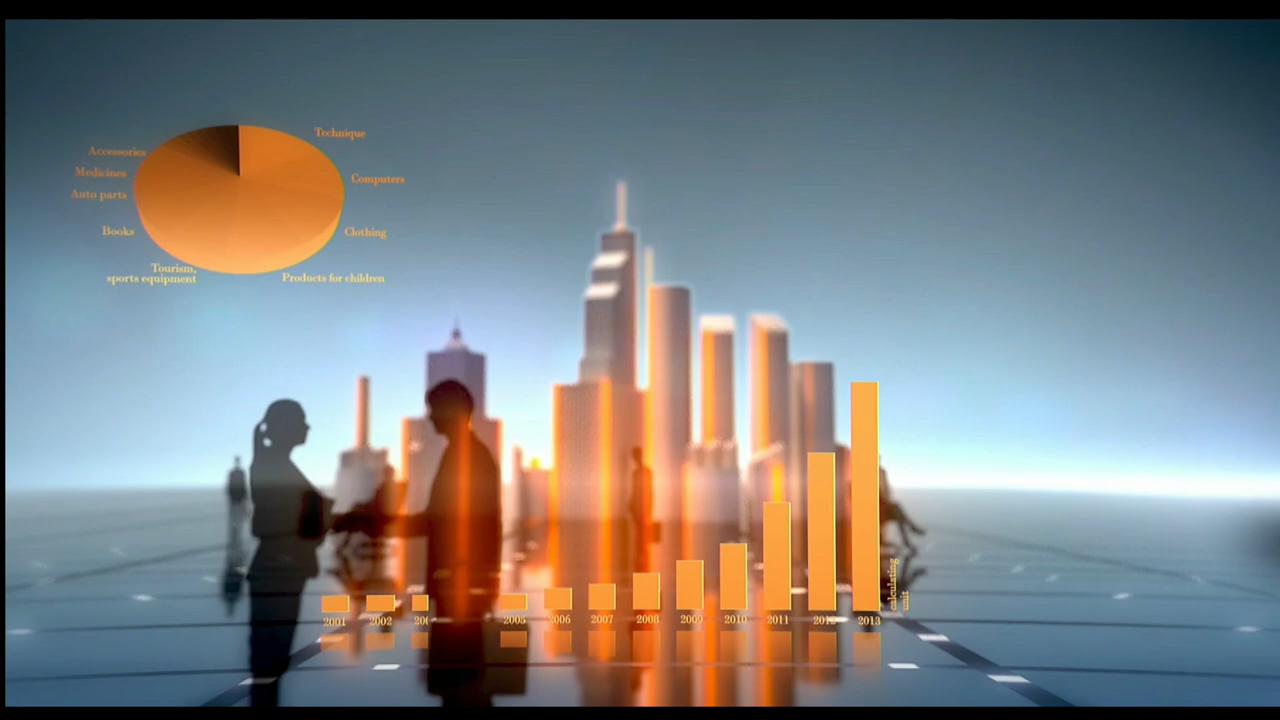 Technique
Accessories
Medicines
Computers
Auto parts
Books
Clothing
Tourism,
sports equipment
Products for children
calculating
unit
2001 2002 2005 2006 2007 2008 2009 2010 2011 2012 2013